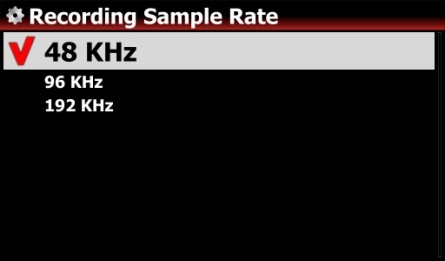 Recording Sample Rate
48 KHz
96 KHz
192 KHz